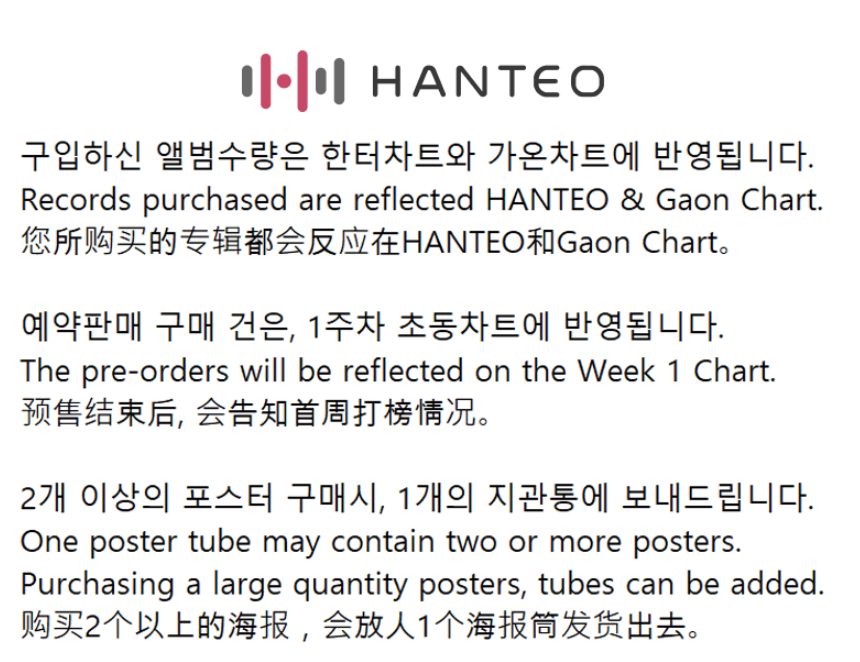 HANTEO
구입하신 앨범수량은 한터차트와 가온차트에 반영됩니다.
Records purchased are reflected HANTEO & Gaon Chart.
您所购买的专辑都会反应在HANTEO和Gaon Chart。
예약판매 구매 건은, 1주차 초동차트에 반영됩니다.
The pre-orders will be reflected on the Week 1 Chart.
预售结束后, 会告知首周打榜情况。
2개 이상의 포스터 구매시, 1개의 지관통에 보내드립니다.
One poster tube may contain two or more posters.
Purchasing a large quantity posters, tubes can be added.
购买2个以上的海报，会放人1个海报筒发货出去。